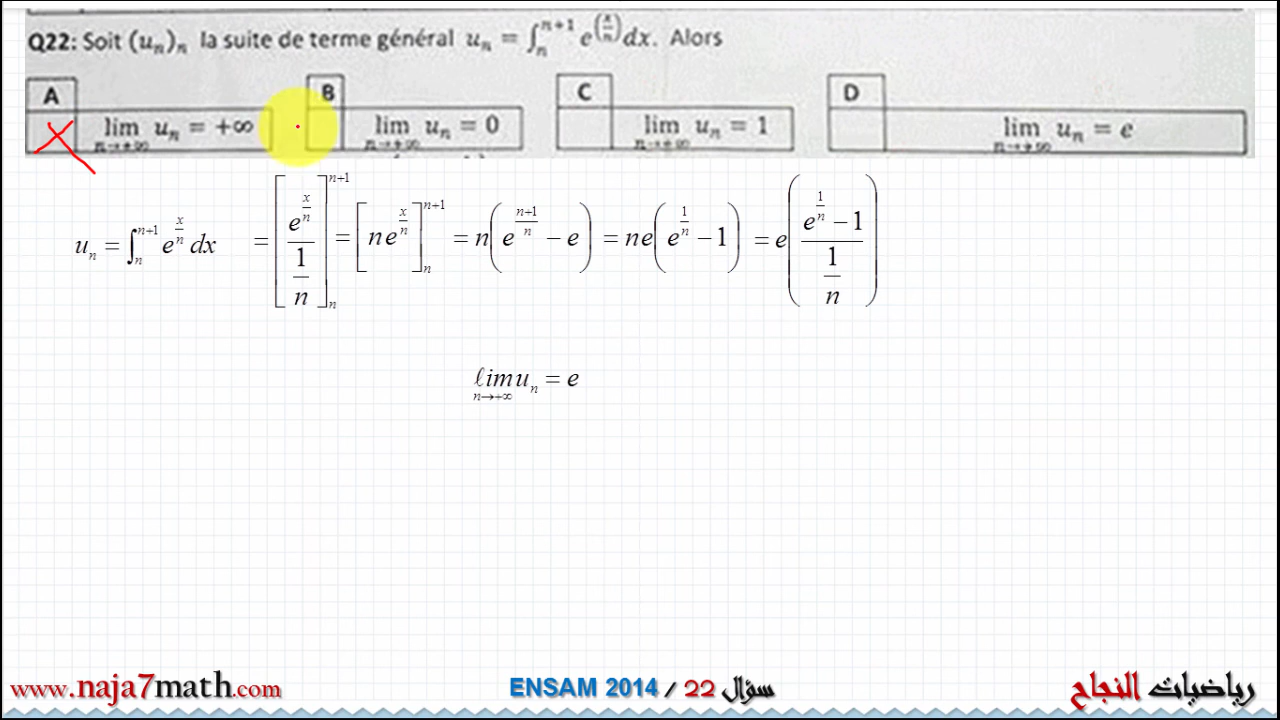 Q22: Soit (uₙ)ₙ la suite de terme général uₙ = ∫ₙⁿ⁺¹ e^(x/n) dx. Alors
A B C D
lim n→+∞ uₙ = +∞ lim n→+∞ uₙ = 0 lim n→+∞ uₙ = 1 lim n→+∞ uₙ = e
uₙ = ∫ₙⁿ⁺¹ e^(x/n) dx = [e^(x/n) / (1/n)]ₙⁿ⁺¹ = [n e^(x/n)]ₙⁿ⁺¹ = n(e^((n+1)/n) − e) = ne(e^(1/n) − 1) = e((e^(1/n) − 1) / (1/n))
ℓim n→+∞ uₙ = e
www.naja7math.com ENSAM 2014 / سؤال 22 رياضيات النجاح